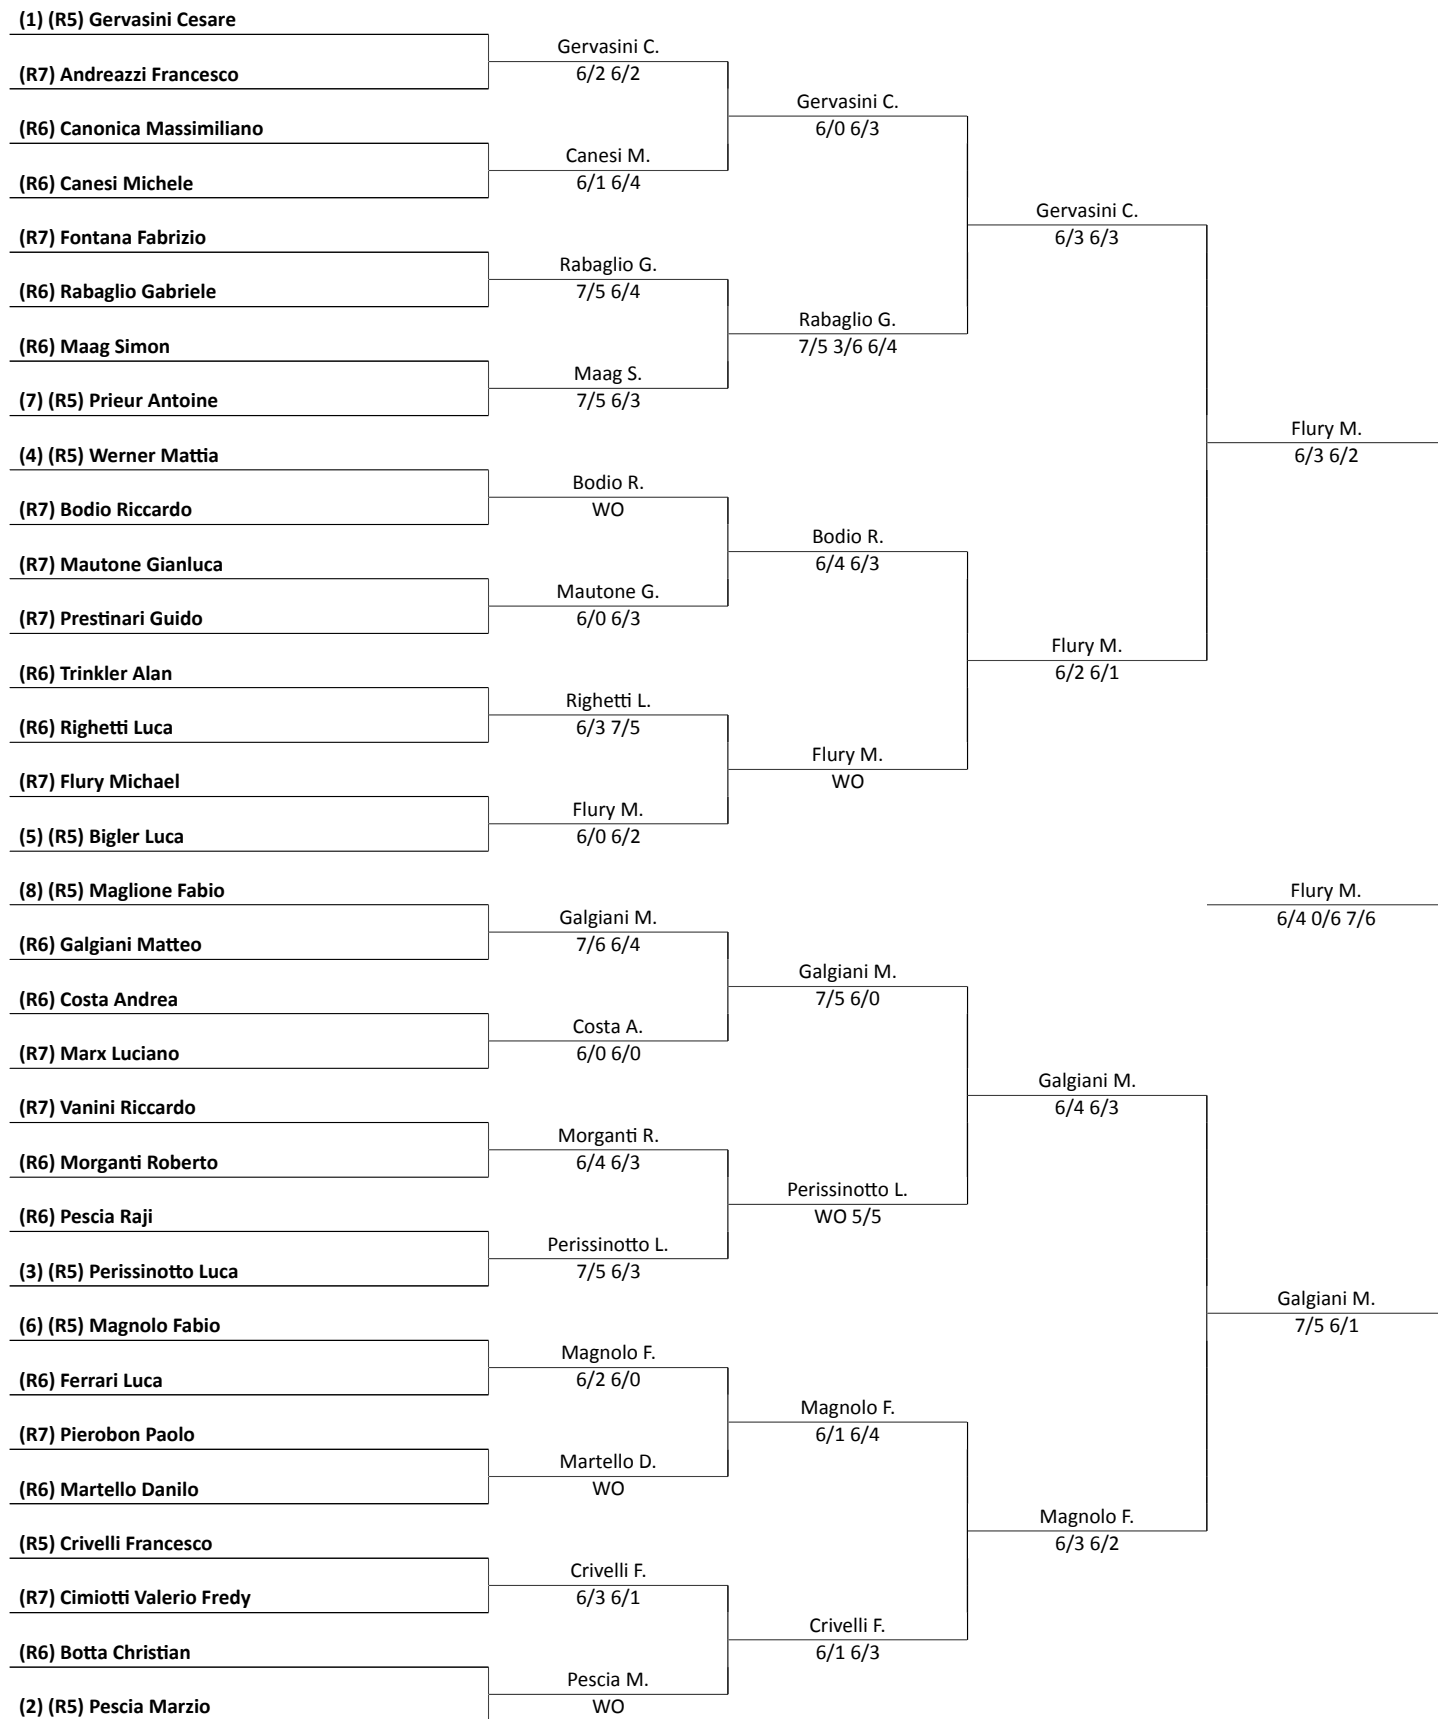 (1) (R5) Gervasini Cesare
Gervasini C.
(R7) Andreazzi Francesco
6/2 6/2
Gervasini C.
(R6) Canonica Massimiliano
6/0 6/3
Canesi M.
(R6) Canesi Michele
6/1 6/4
Gervasini C.
(R7) Fontana Fabrizio
6/3 6/3
Rabaglio G.
(R6) Rabaglio Gabriele
7/5 6/4
Rabaglio G.
(R6) Maag Simon
7/5 3/6 6/4
Maag S.
(7) (R5) Prieur Antoine
7/5 6/3
Flury M.
(4) (R5) Werner Mattia
6/3 6/2
Bodio R.
(R7) Bodio Riccardo
WO
Bodio R.
(R7) Mautone Gianluca
6/4 6/3
Mautone G.
(R7) Prestinari Guido
6/0 6/3
Flury M.
(R6) Trinkler Alan
6/2 6/1
Righetti L.
(R6) Righetti Luca
6/3 7/5
Flury M.
(R7) Flury Michael
WO
Flury M.
(5) (R5) Bigler Luca
6/0 6/2
(8) (R5) Maglione Fabio
Flury M.
Galgiani M.
6/4 0/6 7/6
(R6) Galgiani Matteo
7/6 6/4
Galgiani M.
(R6) Costa Andrea
7/5 6/0
Costa A.
(R7) Marx Luciano
6/0 6/0
Galgiani M.
(R7) Vanini Riccardo
6/4 6/3
Morganti R.
(R6) Morganti Roberto
6/4 6/3
Perissinotto L.
(R6) Pescia Raji
WO 5/5
Perissinotto L.
(3) (R5) Perissinotto Luca
7/5 6/3
Galgiani M.
(6) (R5) Magnolo Fabio
7/5 6/1
Magnolo F.
(R6) Ferrari Luca
6/2 6/0
Magnolo F.
(R7) Pierobon Paolo
6/1 6/4
Martello D.
(R6) Martello Danilo
WO
Magnolo F.
(R5) Crivelli Francesco
6/3 6/2
Crivelli F.
(R7) Cimiotti Valerio Fredy
6/3 6/1
Crivelli F.
(R6) Botta Christian
6/1 6/3
Pescia M.
(2) (R5) Pescia Marzio
WO